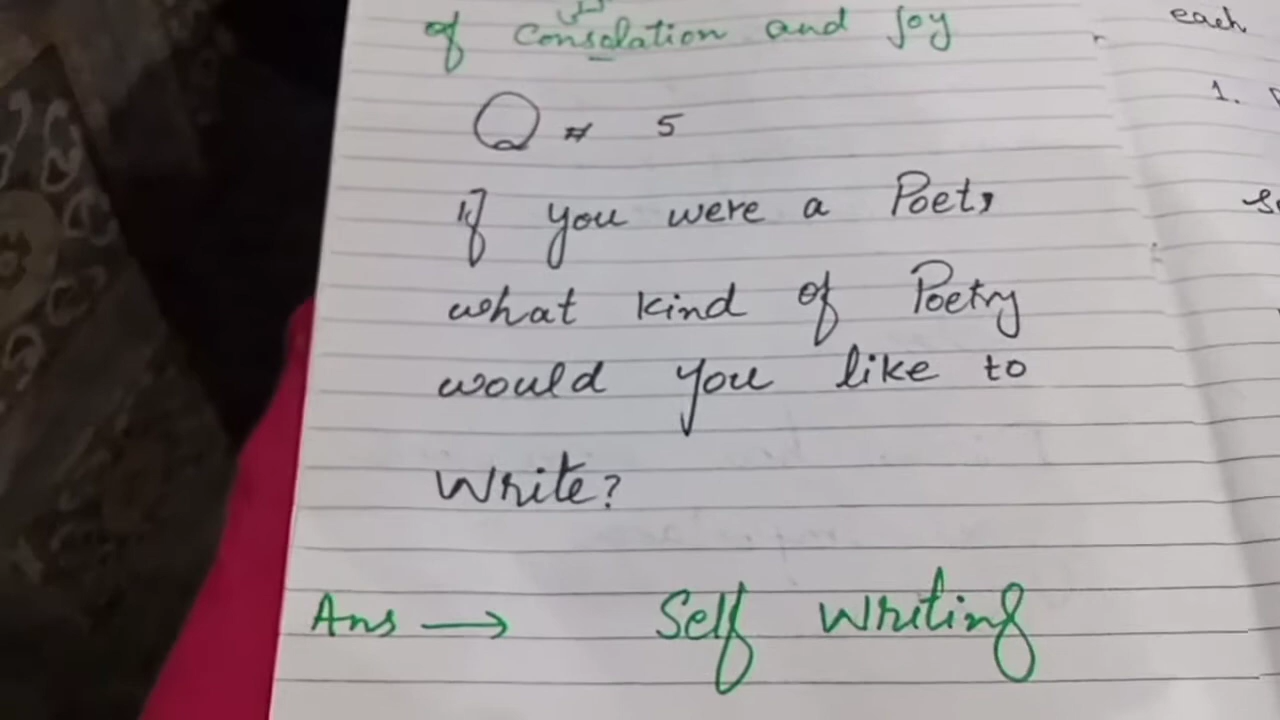 of Consolation and Joy
Q # 5
If you were a Poet,
what kind of Poetry
would you like to
write?
Ans → Self writing
each
1.